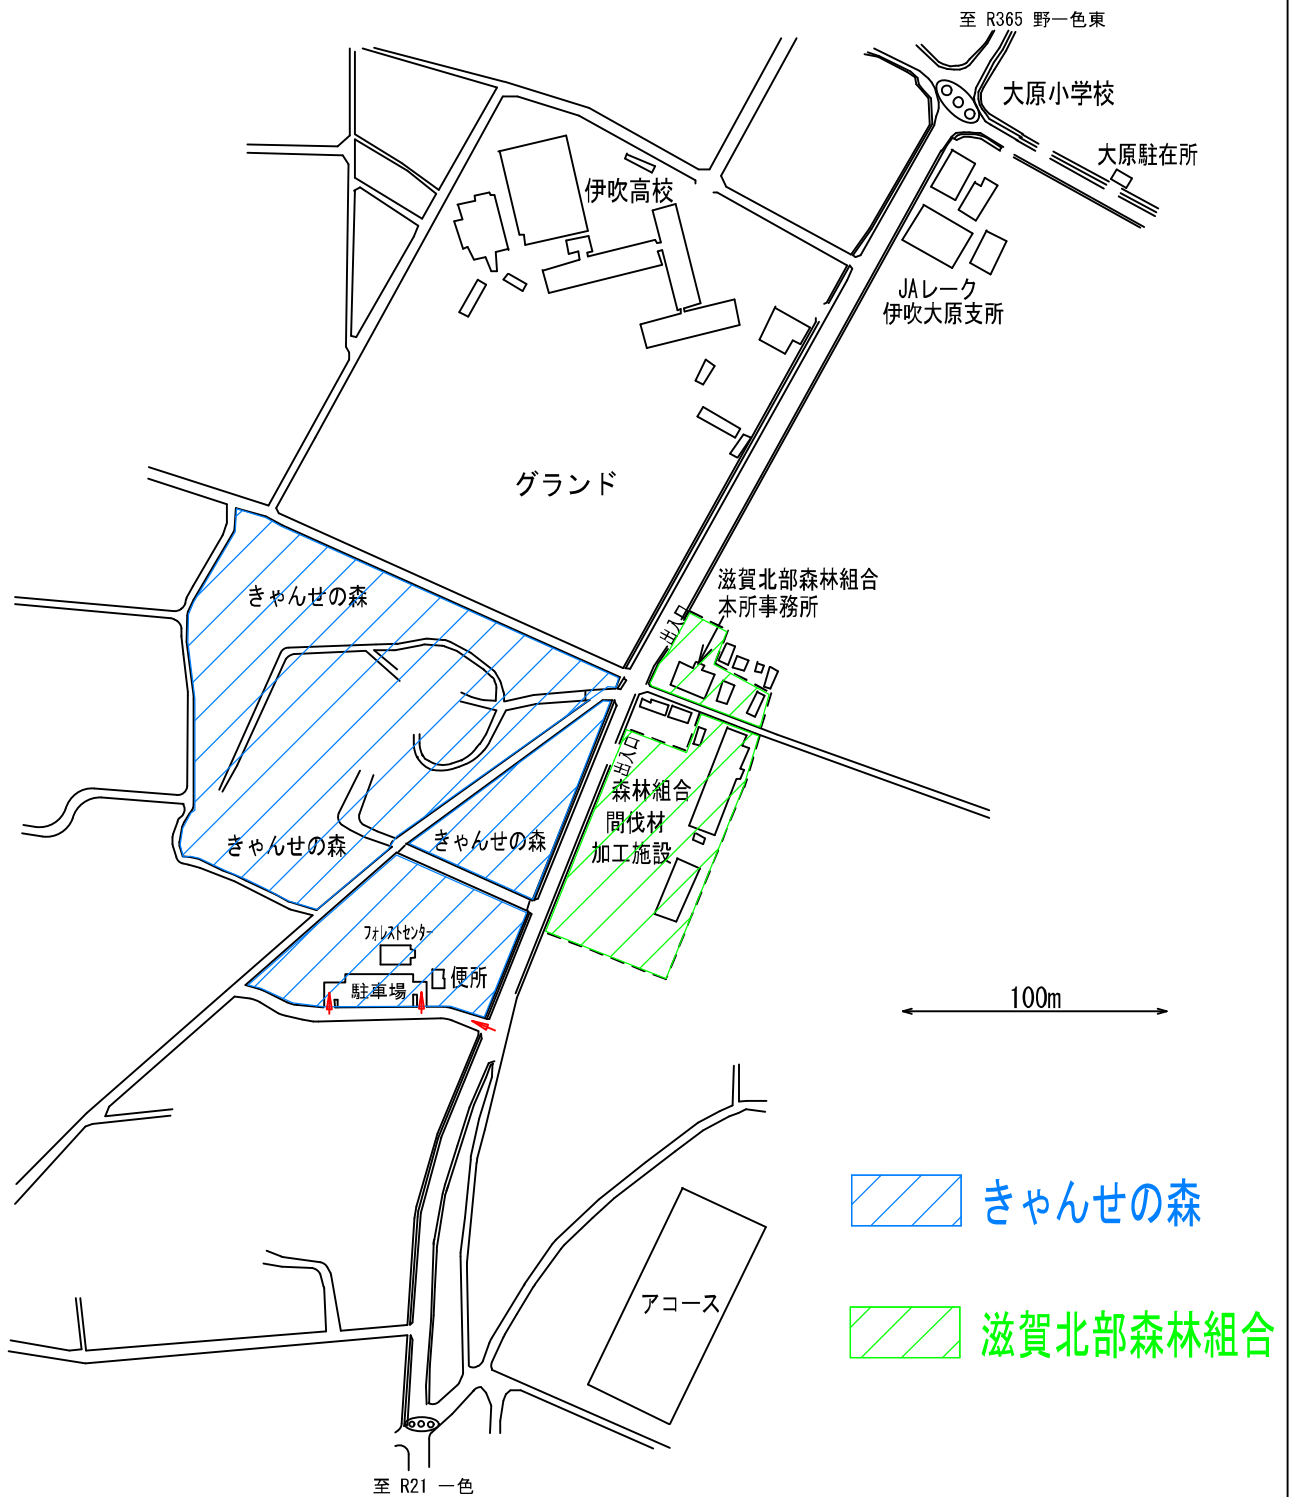 至 R365 野一色東
大原小学校
大原駐在所
伊吹高校
JAレーク
伊吹大原支所
グランド
滋賀北部森林組合
本所事務所
きゃんせの森
出入口
出入口
森林組合
間伐材
加工施設
きゃんせの森
きゃんせの森
フォレストセンター
便所
駐車場
100m
きゃんせの森
アコース
滋賀北部森林組合
至 R21 一色